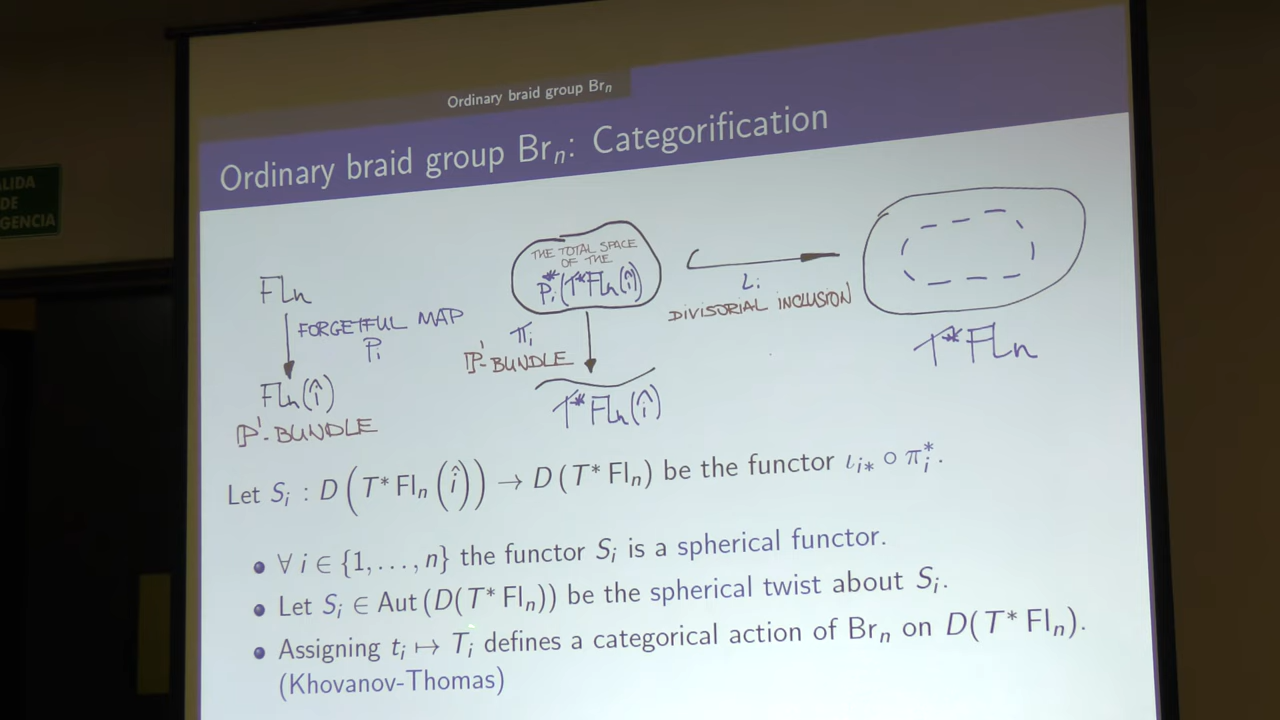 Ordinary braid group Br_n
Ordinary braid group Br_n: Categorification
SALIDA
DE
EMERGENCIA
Fl_n
FORGETFUL MAP
P_i
Fl_n(î)
P¹-BUNDLE
THE TOTAL SPACE
OF THE
P_i^*(T*Fl_n(î))
π_i
P¹-BUNDLE
T*Fl_n(î)
ι_i
DIVISORIAL INCLUSION
T*Fl_n
Let S_i : D(T* Fl_n(î)) → D(T* Fl_n) be the functor ι_{i*} ∘ π_i^*.
• ∀ i ∈ {1, …, n} the functor S_i is a spherical functor.
• Let S_i ∈ Aut(D(T* Fl_n)) be the spherical twist about S_i.
• Assigning t_i ↦ T_i defines a categorical action of Br_n on D(T* Fl_n).
(Khovanov-Thomas)